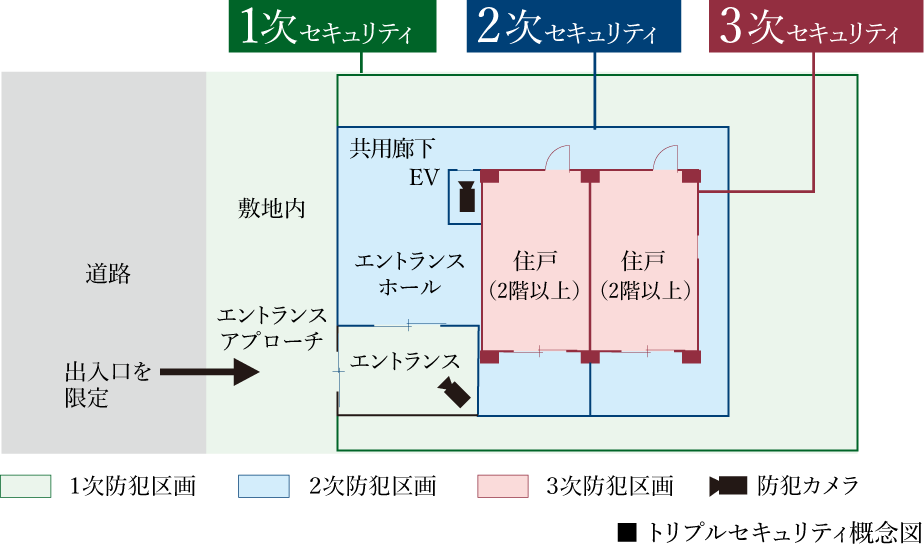 1次セキュリティ
2次セキュリティ
3次セキュリティ
共用廊下
EV
敷地内
道路
エントランス
ホール
住戸
（2階以上）
住戸
（2階以上）
エントランス
アプローチ
エントランス
出入口を
限定
1次防犯区画
2次防犯区画
3次防犯区画
防犯カメラ
■ トリプルセキュリティ概念図